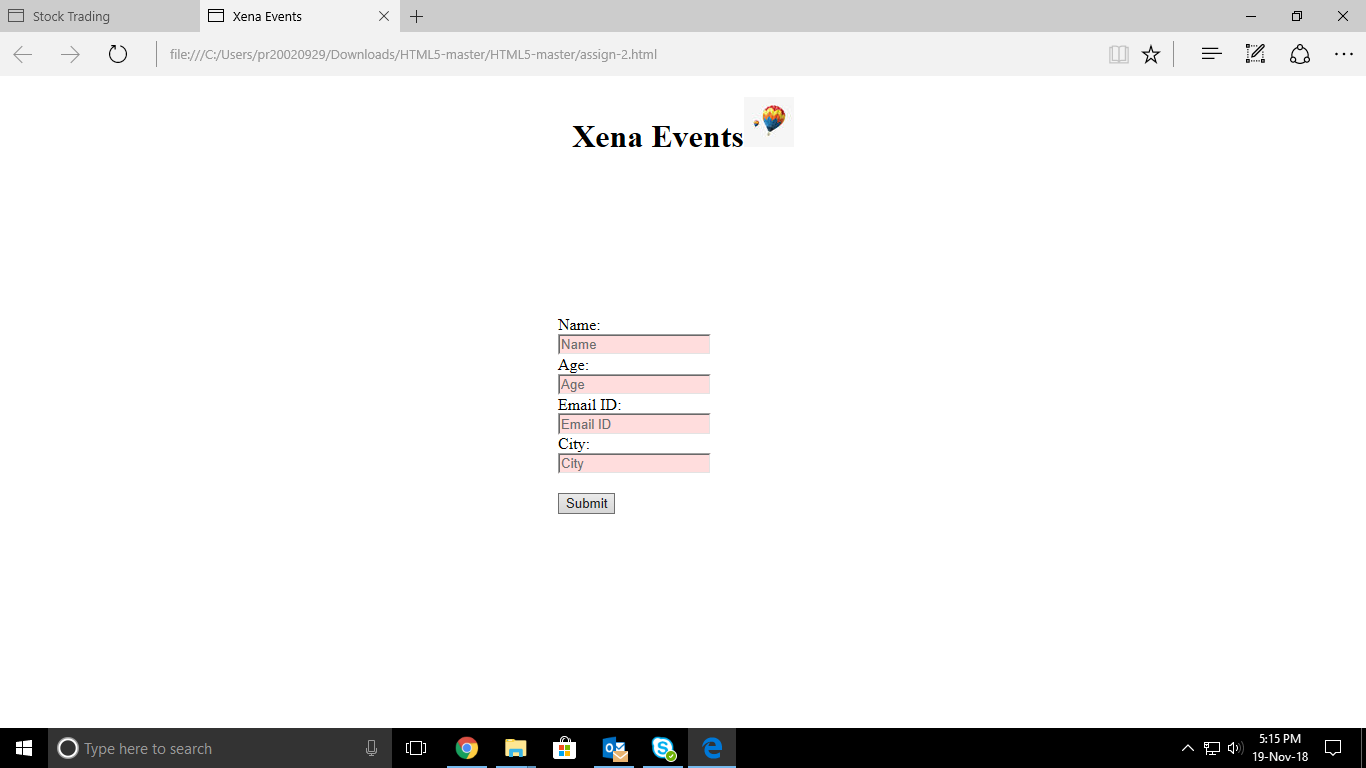 Stock Trading
Xena Events
file:///C:/Users/pr20020929/Downloads/HTML5-master/HTML5-master/assign-2.html
Xena Events
Name:
Name
Age:
Age
Email ID:
Email ID
City:
City
Submit
Type here to search
5:15 PM
19-Nov-18